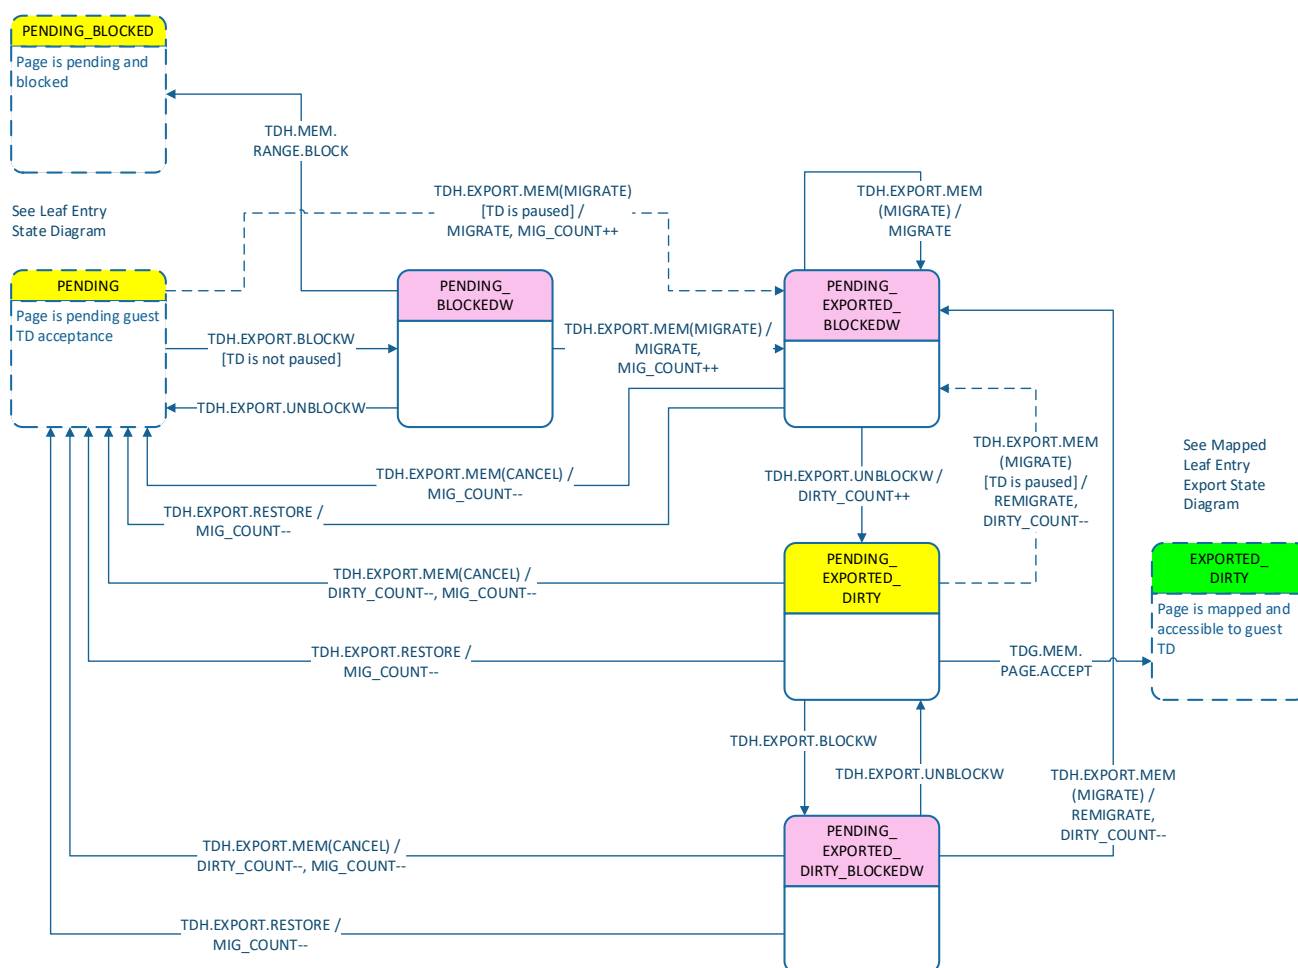 PENDING_BLOCKED
Page is pending and
blocked
TDH.MEM.
RANGE.BLOCK
See Leaf Entry
State Diagram
TDH.EXPORT.MEM(MIGRATE)
[TD is paused] /
MIGRATE, MIG_COUNT++
TDH.EXPORT.MEM
(MIGRATE) /
MIGRATE
PENDING
Page is pending guest
TD acceptance
PENDING_
BLOCKEDW
PENDING_
EXPORTED_
BLOCKEDW
TDH.EXPORT.BLOCKW
[TD is not paused]
TDH.EXPORT.MEM(MIGRATE) /
MIGRATE,
MIG_COUNT++
TDH.EXPORT.UNBLOCKW
TDH.EXPORT.MEM(CANCEL) /
MIG_COUNT--
TDH.EXPORT.RESTORE /
MIG_COUNT--
TDH.EXPORT.UNBLOCKW /
DIRTY_COUNT++
TDH.EXPORT.MEM
(MIGRATE)
[TD is paused] /
REMIGRATE,
DIRTY_COUNT--
See Mapped
Leaf Entry
Export State
Diagram
TDH.EXPORT.MEM(CANCEL) /
DIRTY_COUNT--, MIG_COUNT--
PENDING_
EXPORTED_
DIRTY
EXPORTED_
DIRTY
Page is mapped and
accessible to guest
TD
TDH.EXPORT.RESTORE /
MIG_COUNT--
TDG.MEM.
PAGE.ACCEPT
TDH.EXPORT.BLOCKW
TDH.EXPORT.UNBLOCKW
TDH.EXPORT.MEM
(MIGRATE) /
REMIGRATE,
DIRTY_COUNT--
TDH.EXPORT.MEM(CANCEL) /
DIRTY_COUNT--, MIG_COUNT--
PENDING_
EXPORTED_
DIRTY_BLOCKEDW
TDH.EXPORT.RESTORE /
MIG_COUNT--